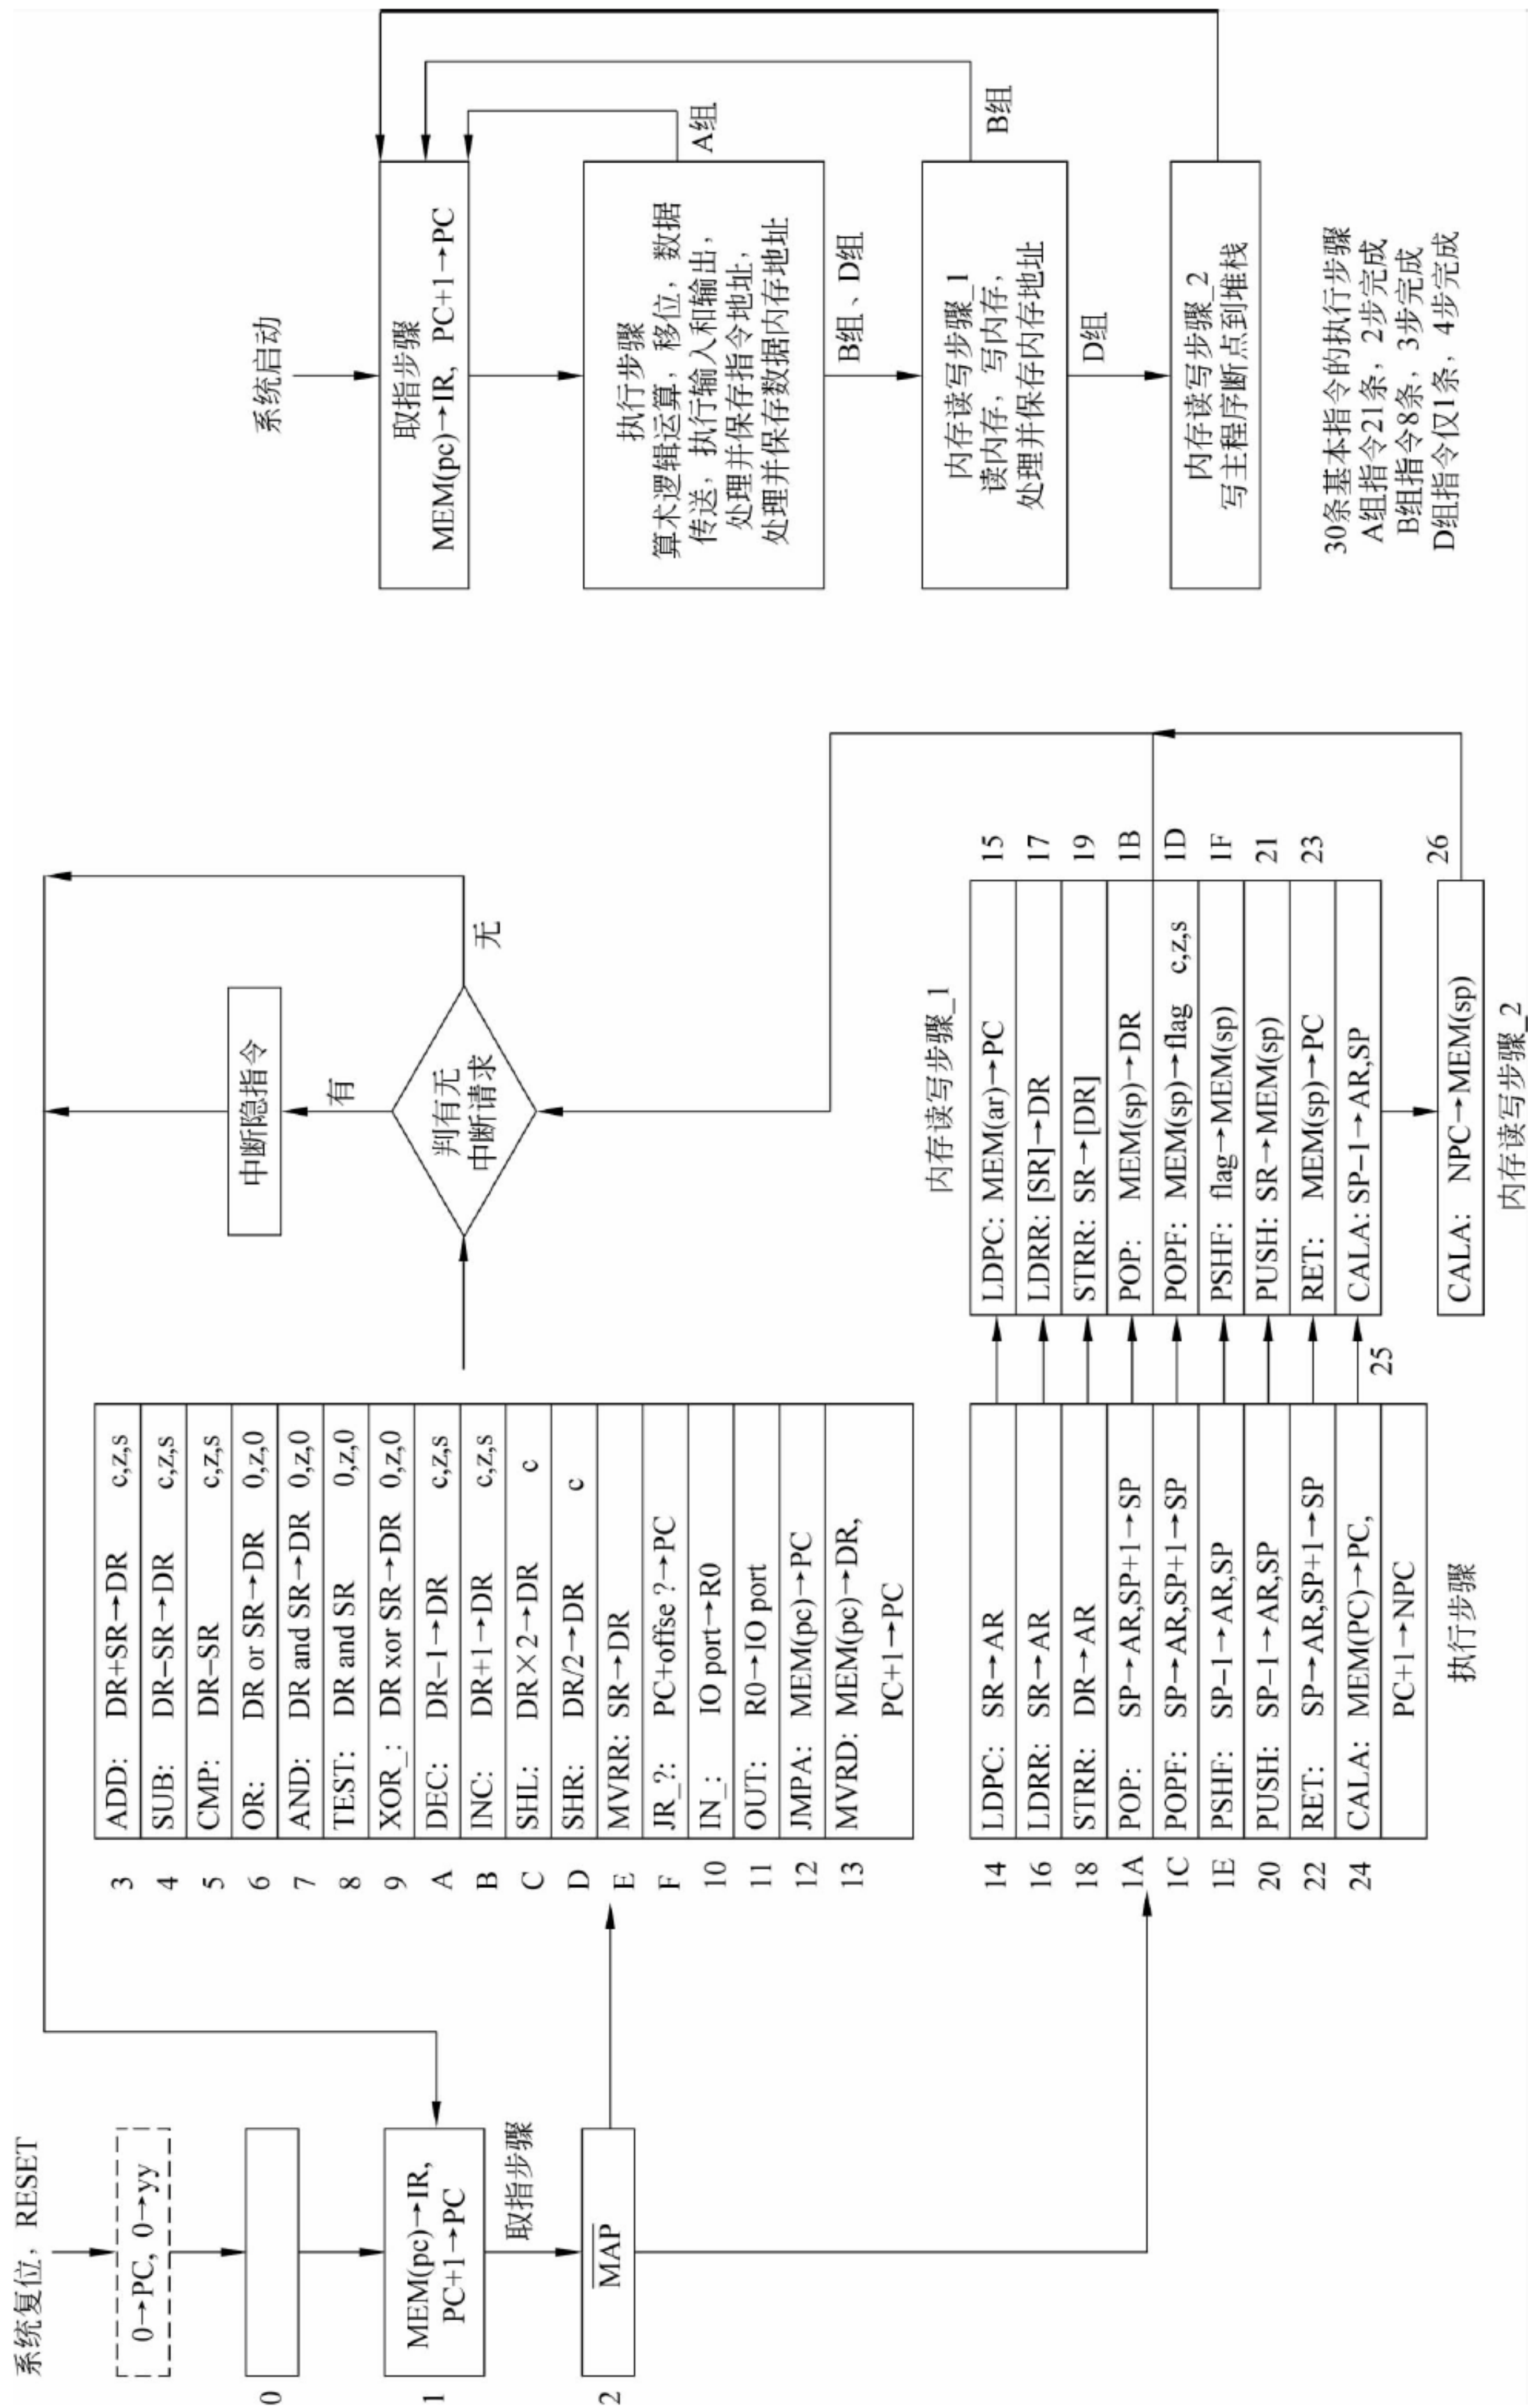 系统复位，RESET
0→PC, 0→yy
0
1
MEM(pc)→IR,
PC+1→PC
取指步骤
2
MAP
3
ADD: DR+SR→DR c,z,s
4
SUB: DR−SR→DR c,z,s
5
CMP: DR−SR c,z,s
6
OR: DR or SR→DR 0,z,0
7
AND: DR and SR→DR 0,z,0
8
TEST: DR and SR 0,z,0
9
XOR_: DR xor SR→DR 0,z,0
A
DEC: DR−1→DR c,z,s
B
INC: DR+1→DR c,z,s
C
SHL: DR×2→DR c
D
SHR: DR/2→DR c
E
MVRR: SR→DR
F
JR_?: PC+offse ?→PC
10
IN_: IO port→R0
11
OUT: R0→IO port
12
JMPA: MEM(pc)→PC
13
MVRD: MEM(pc)→DR,
PC+1→PC
14
LDPC: SR→AR
16
LDRR: SR→AR
18
STRR: DR→AR
1A
POP: SP→AR,SP+1→SP
1C
POPF: SP→AR,SP+1→SP
1E
PSHF: SP−1→AR,SP
20
PUSH: SP−1→AR,SP
22
RET: SP→AR,SP+1→SP
24
CALA: MEM(PC)→PC,
PC+1→NPC
执行步骤
中断隐指令
有
判有无
中断请求
无
内存读写步骤_1
LDPC: MEM(ar)→PC 15
LDRR: [SR]→DR 17
STRR: SR→[DR] 19
POP: MEM(sp)→DR 1B
POPF: MEM(sp)→flag c,z,s 1D
PSHF: flag→MEM(sp) 1F
PUSH: SR→MEM(sp) 21
RET: MEM(sp)→PC 23
CALA: SP−1→AR,SP
25
26
CALA: NPC→MEM(sp)
内存读写步骤_2
系统启动
取指步骤
MEM(pc)→IR, PC+1→PC
A组
执行步骤
算术逻辑运算，移位，数据
传送，执行输入和输出，
处理并保存指令地址，
处理并保存数据内存地址
B组、D组
B组
内存读写步骤_1
读内存，写内存，
处理并保存内存地址
D组
内存读写步骤_2
写主程序断点到堆栈
30条基本指令的执行步骤
A组指令21条，2步完成
B组指令8条，3步完成
D组指令仅1条，4步完成